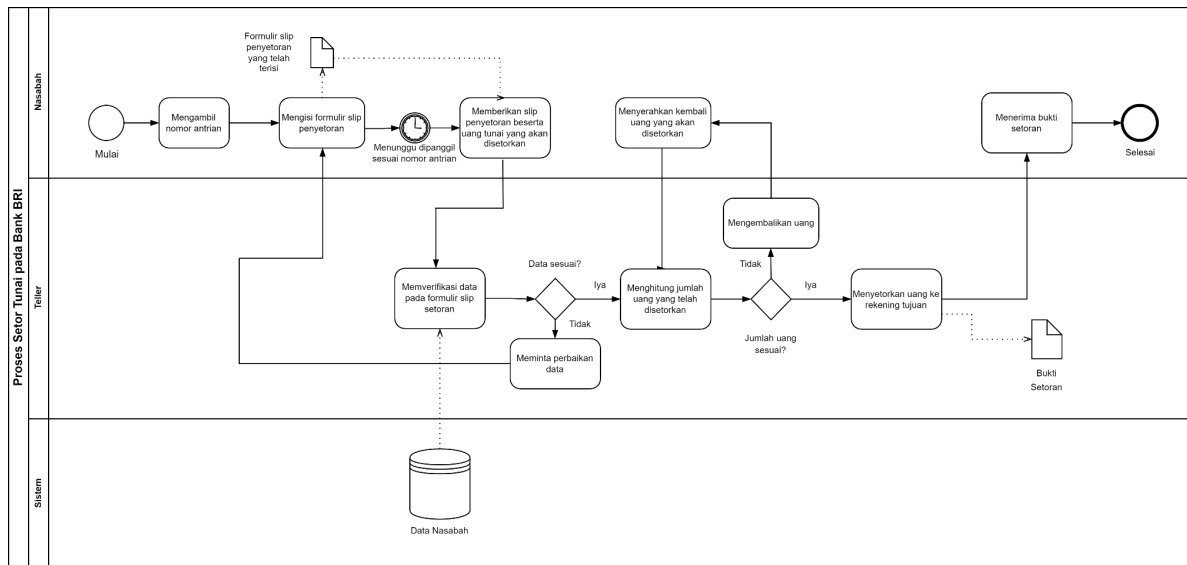 Proses Setor Tunai pada Bank BRI
Nasabah
Mulai
Mengambil
nomor antrian
Mengisi formulir slip
penyetoran
Formulir slip
penyetoran
yang telah
terisi
Menunggu dipanggil
sesuai nomor antrian
Memberikan slip
penyetoran beserta
uang tunai yang akan
disetorkan
Menyerahkan kembali
uang yang akan
disetorkan
Menerima bukti
setoran
Selesai
Teller
Memverifikasi data
pada formulir slip
setoran
Data sesuai?
Iya
Tidak
Meminta perbaikan
data
Menghitung jumlah
uang yang telah
disetorkan
Mengembalikan uang
Tidak
Iya
Jumlah uang
sesuai?
Menyetorkan uang ke
rekening tujuan
Bukti
Setoran
Sistem
Data Nasabah